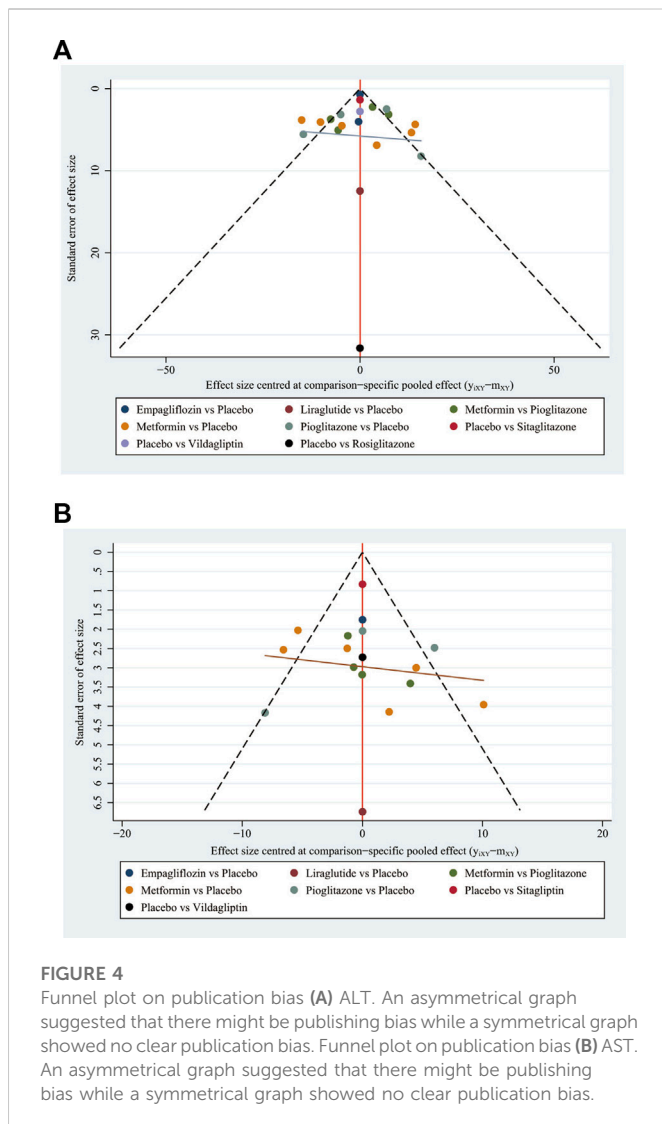 A
0
10
20
30
Standard error of effect size
−50
0
50
Effect size centred at comparison−specific pooled effect (yiXY−mXY)
Empagliflozin vs Placebo
Liraglutide vs Placebo
Metformin vs Pioglitazone
Metformin vs Placebo
Pioglitazone vs Placebo
Placebo vs Sitaglitazone
Placebo vs Vildagliptin
Placebo vs Rosiglitazone
B
0
.5
1
1.5
2
2.5
3
3.5
4
4.5
5
5.5
6
6.5
Standard error of effect size
−20
−10
0
10
20
Effect size centred at comparison−specific pooled effect (yiXY−mXY)
Empagliflozin vs Placebo
Liraglutide vs Placebo
Metformin vs Pioglitazone
Metformin vs Placebo
Pioglitazone vs Placebo
Placebo vs Sitagliptin
Placebo vs Vildagliptin
FIGURE 4
Funnel plot on publication bias (A) ALT. An asymmetrical graph
suggested that there might be publishing bias while a symmetrical graph
showed no clear publication bias. Funnel plot on publication bias (B) AST.
An asymmetrical graph suggested that there might be publishing
bias while a symmetrical graph showed no clear publication bias.